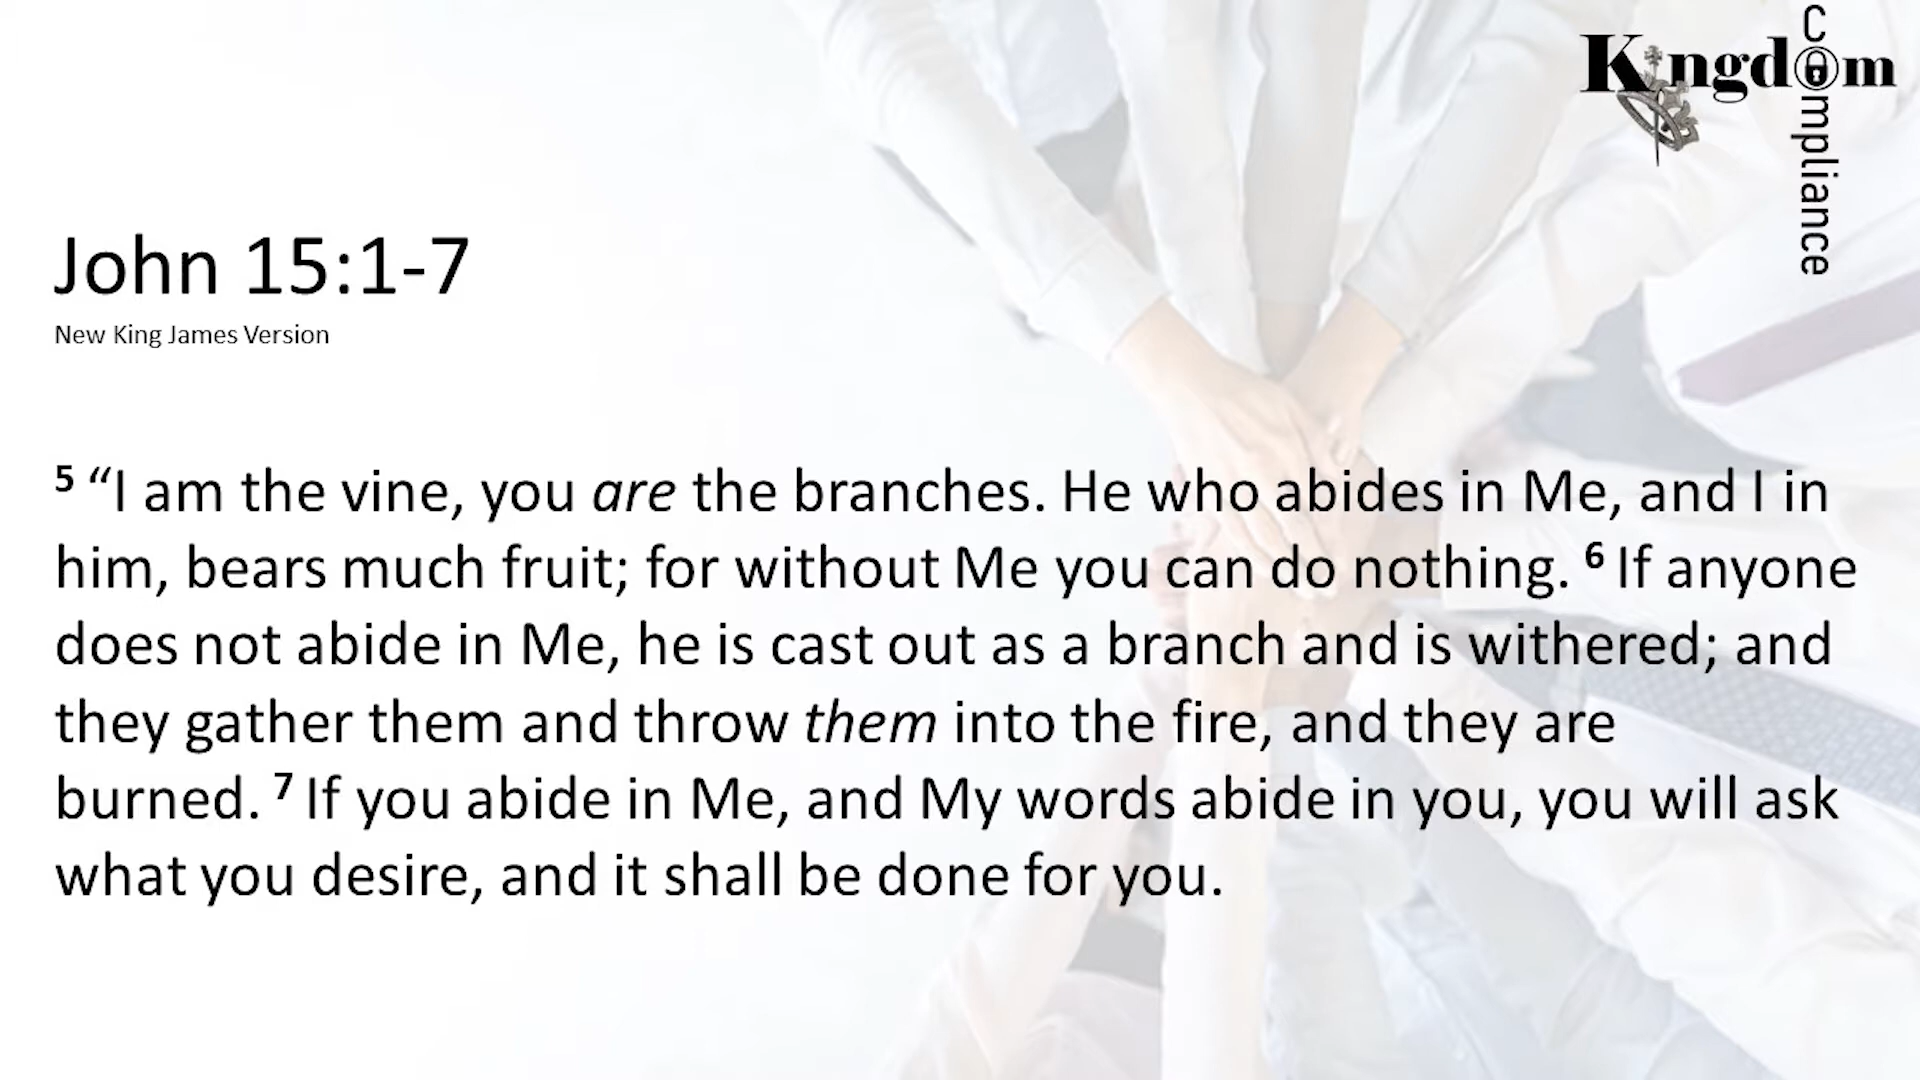 Kingdom
Compliance
John 15:1-7
New King James Version
5 “I am the vine, you are the branches. He who abides in Me, and I in
him, bears much fruit; for without Me you can do nothing. 6 If anyone
does not abide in Me, he is cast out as a branch and is withered; and
they gather them and throw them into the fire, and they are
burned. 7 If you abide in Me, and My words abide in you, you will ask
what you desire, and it shall be done for you.